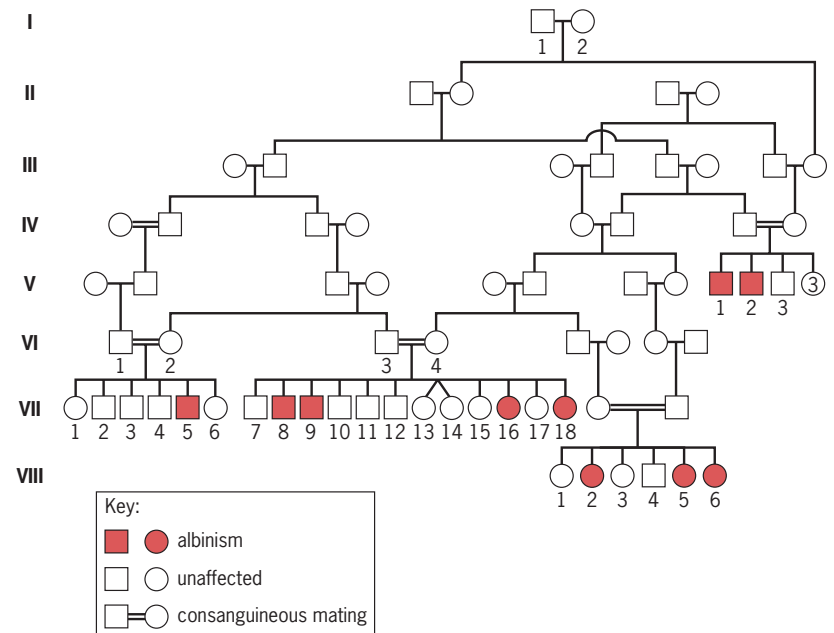 I
1 2
II
III
IV
3
V
1 2 3
VI
1 2 3 4
VII
1 2 3 4 5 6 7 8 9 10 11 12 13 14 15 16 17 18
VIII
1 2 3 4 5 6
Key:
albinism
unaffected
consanguineous mating